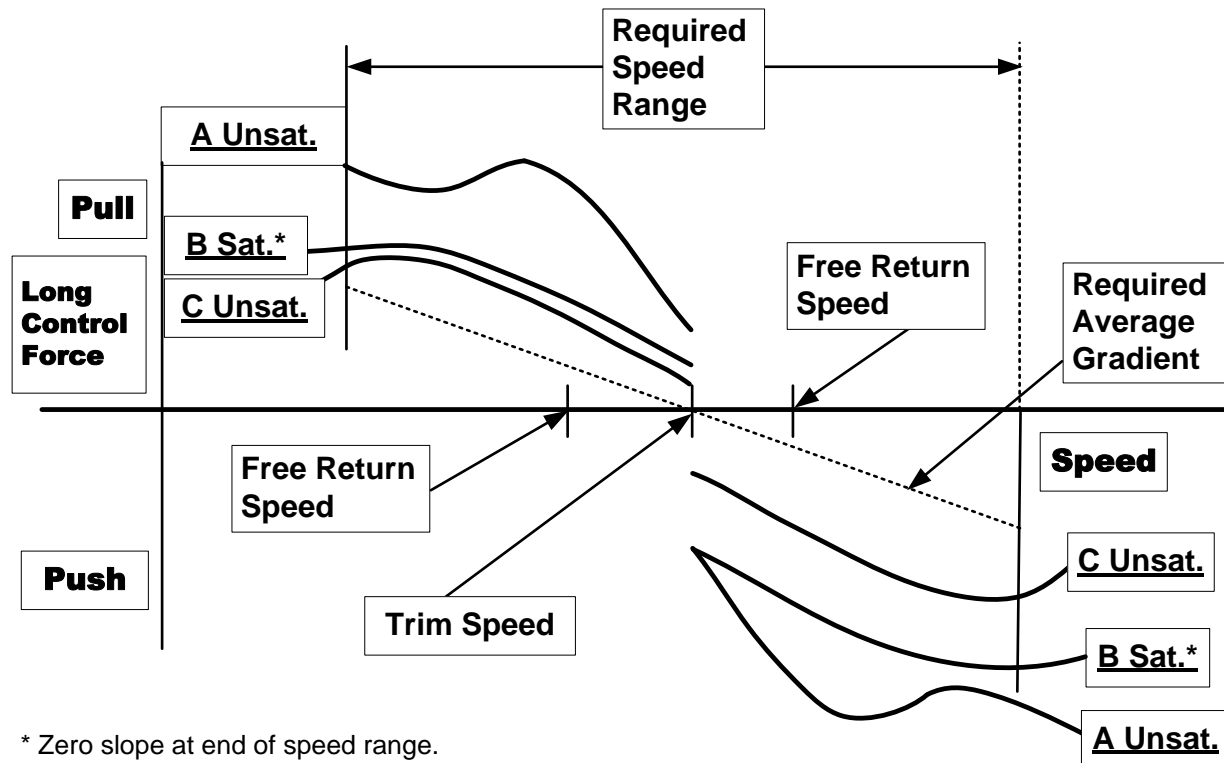 Required
Speed
Range
A Unsat.
Pull
B Sat.*
C Unsat.
Long
Control
Force
Free Return
Speed
Required
Average
Gradient
Free Return
Speed
Speed
Push
Trim Speed
C Unsat.
B Sat.*
A Unsat.
* Zero slope at end of speed range.